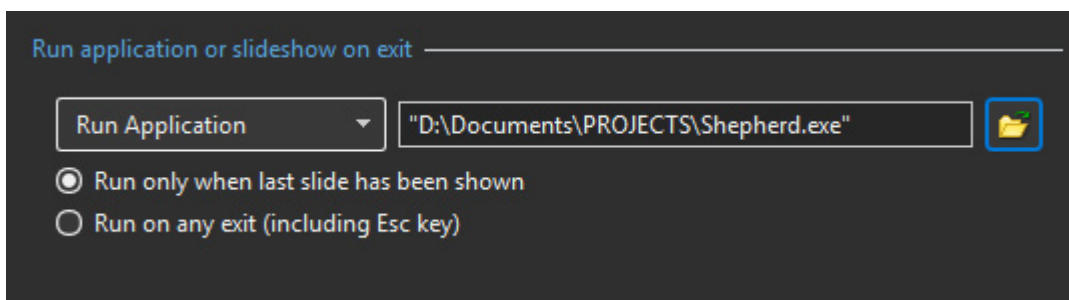 Run application or slideshow on exit
Run Application
"D:\Documents\PROJECTS\Shepherd.exe"
Run only when last slide has been shown
Run on any exit (including Esc key)